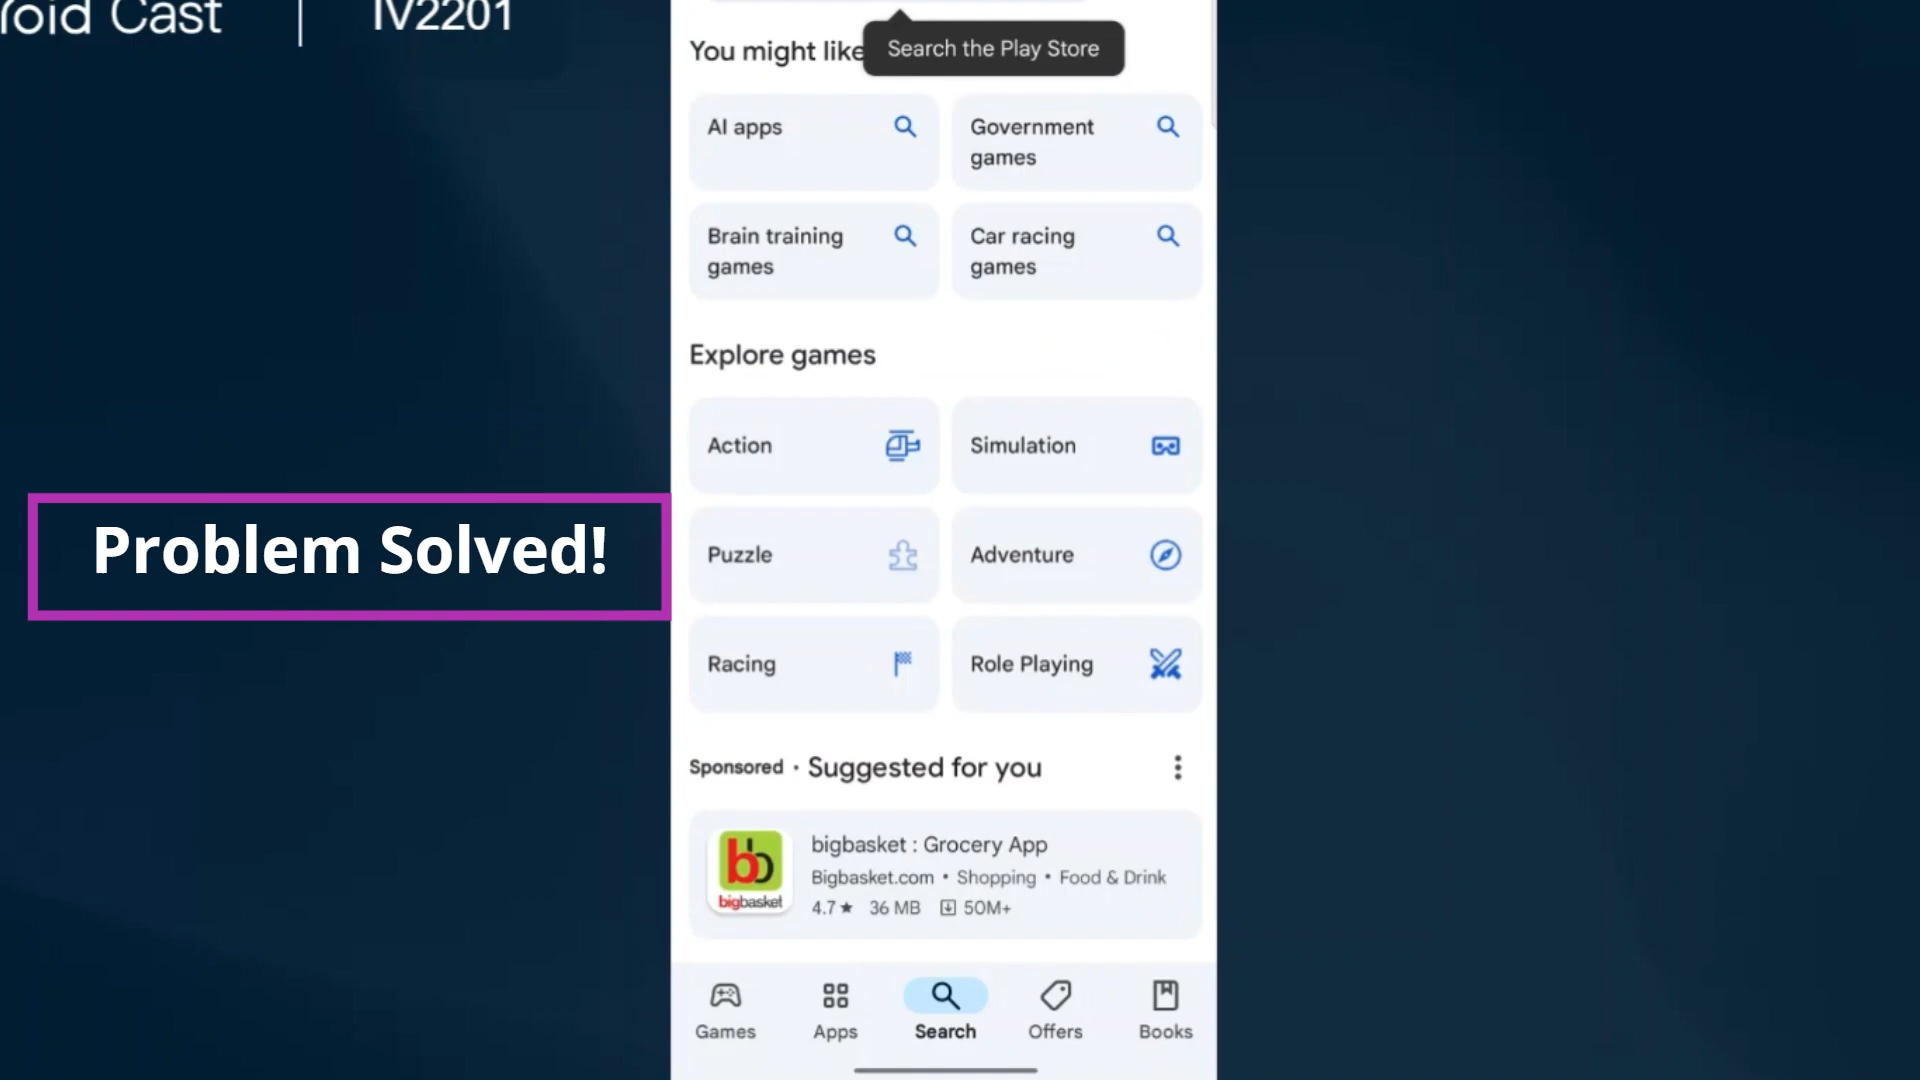 roid Cast | IV2201
Search the Play Store
You might like
AI apps
Government
games
Brain training
games
Car racing
games
Explore games
Action
Simulation
Problem Solved!
Puzzle
Adventure
Racing
Role Playing
Sponsored • Suggested for you
bigbasket : Grocery App
Bigbasket.com • Shopping • Food & Drink
4.7★ 36 MB 50M+
bb
bigbasket
Games
Apps
Search
Offers
Books